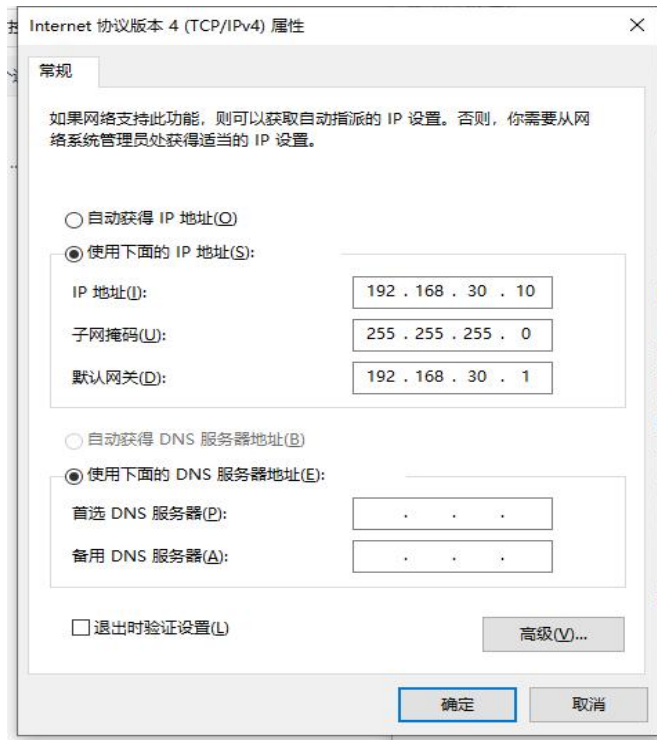 Internet 协议版本 4 (TCP/IPv4) 属性
常规
如果网络支持此功能，则可以获取自动指派的 IP 设置。否则，你需要从网
络系统管理员处获得适当的 IP 设置。
自动获得 IP 地址(O)
使用下面的 IP 地址(S):
IP 地址(I): 192 . 168 . 30 . 10
子网掩码(U): 255 . 255 . 255 . 0
默认网关(D): 192 . 168 . 30 . 1
自动获得 DNS 服务器地址(B)
使用下面的 DNS 服务器地址(E):
首选 DNS 服务器(P): . . .
备用 DNS 服务器(A): . . .
退出时验证设置(L)
高级(V)...
确定 取消